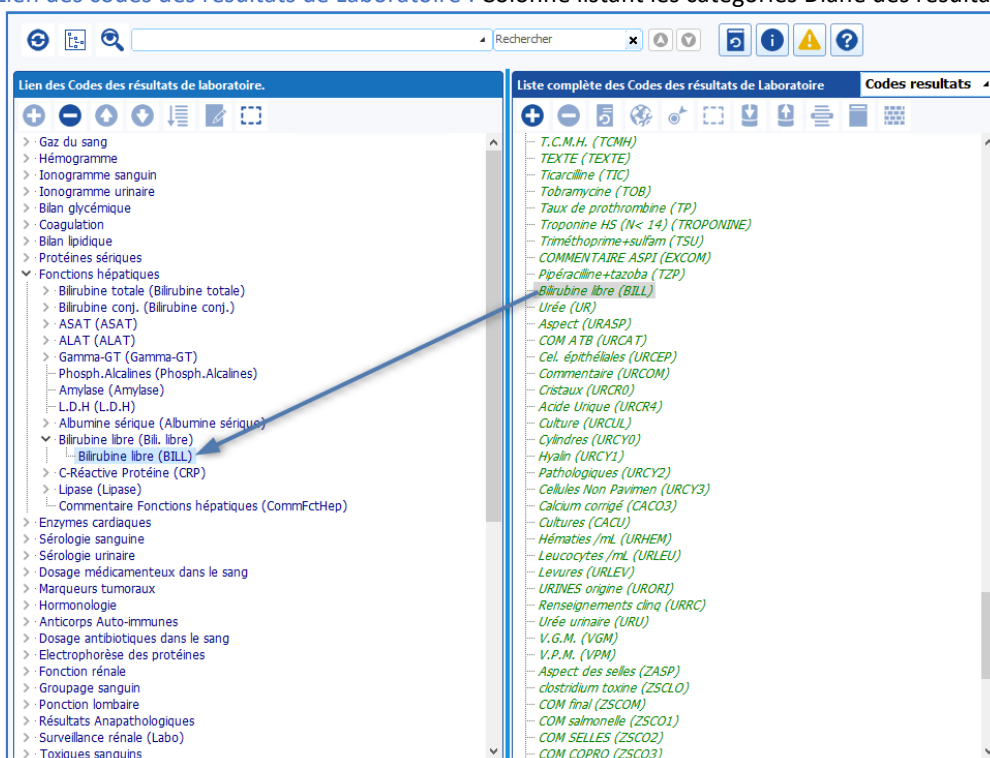 Lien des codes des résultats de Laboratoire : Colonne listant les catégories Diane des résulta
Rechercher
Lien des Codes des résultats de laboratoire.
Gaz du sang
Hémogramme
Ionogramme sanguin
Ionogramme urinaire
Bilan glycémique
Coagulation
Bilan lipidique
Protéines sériques
Fonctions hépatiques
Bilirubine totale (Bilirubine totale)
Bilirubine conj. (Bilirubine conj.)
ASAT (ASAT)
ALAT (ALAT)
Gamma-GT (Gamma-GT)
Phosph.Alcalines (Phosph.Alcalines)
Amylase (Amylase)
L.D.H (L.D.H)
Albumine sérique (Albumine sérique)
Bilirubine libre (Bili. libre)
Bilirubine libre (BILL)
C-Réactive Protéine (CRP)
Lipase (Lipase)
Commentaire Fonctions hépatiques (CommFctHep)
Enzymes cardiaques
Sérologie sanguine
Sérologie urinaire
Dosage médicamenteux dans le sang
Marqueurs tumoraux
Hormonologie
Anticorps Auto-immunes
Dosage antibiotiques dans le sang
Electrophorèse des protéines
Fonction rénale
Groupage sanguin
Ponction lombaire
Résultats Anapathologiques
Surveillance rénale (Labo)
Toxiques sanguins
Liste complète des Codes des résultats de Laboratoire
Codes resultats
T.C.M.H. (TCMH)
TEXTE (TEXTE)
Ticarcilline (TIC)
Tobramycine (TOB)
Taux de prothrombine (TP)
Troponine HS (N< 14) (TROPONINE)
Triméthoprime+sulfam (TSU)
COMMENTAIRE ASPI (EXCOM)
Pipéracilline+tazoba (TZP)
Bilirubine libre (BILL)
Urée (UR)
Aspect (URASP)
COM ATB (URCAT)
Cel. épithéliales (URCEP)
Commentaire (URCOM)
Cristaux (URCR0)
Acide Urique (URCR4)
Culture (URCUL)
Cylindres (URCY0)
Hyalin (URCY1)
Pathologiques (URCY2)
Cellules Non Pavimen (URCY3)
Calcium corrigé (CACO3)
Cultures (CACU)
Hématies /mL (URHEM)
Leucocytes /mL (URLEU)
Levures (URLEV)
URINES origine (URORI)
Renseignements clinq (URRC)
Urée urinaire (URU)
V.G.M. (VGM)
V.P.M. (VPM)
Aspect des selles (ZASP)
clostridium toxine (ZSCLO)
COM final (ZSCOM)
COM salmonelle (ZSCO1)
COM SELLES (ZSCO2)
COM COPRO (ZSCO3)